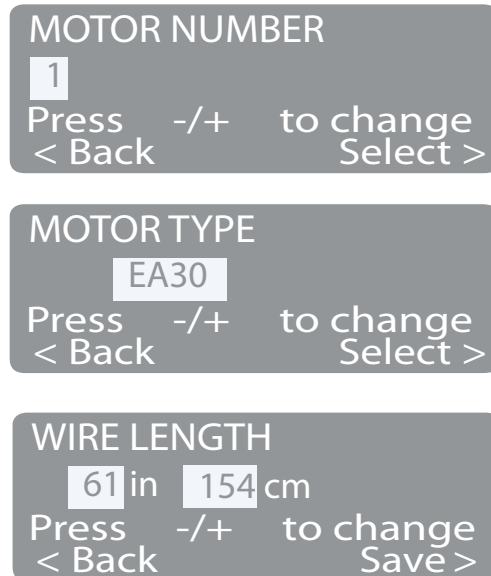 MOTOR NUMBER
1
Press -/+ to change
< Back Select >
MOTOR TYPE
EA30
Press -/+ to change
< Back Select >
WIRE LENGTH
61 in 154 cm
Press -/+ to change
< Back Save >